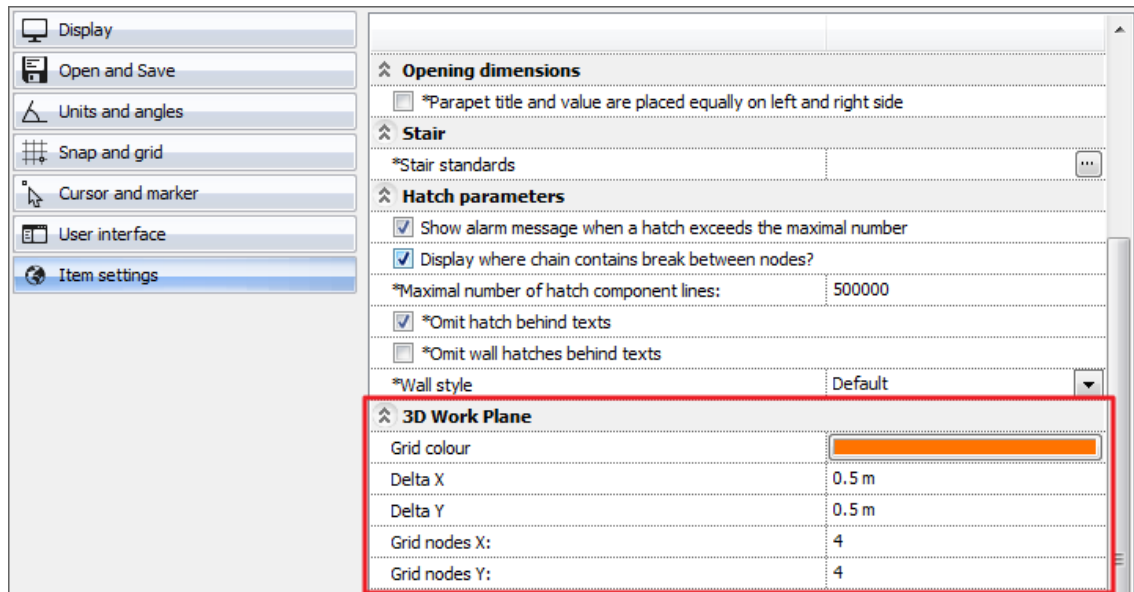 Display
Open and Save
Units and angles
Snap and grid
Cursor and marker
User interface
Item settings
Opening dimensions
*Parapet title and value are placed equally on left and right side
Stair
*Stair standards ...
Hatch parameters
Show alarm message when a hatch exceeds the maximal number
Display where chain contains break between nodes?
*Maximal number of hatch component lines: 500000
*Omit hatch behind texts
*Omit wall hatches behind texts
*Wall style Default
3D Work Plane
Grid colour
Delta X 0.5 m
Delta Y 0.5 m
Grid nodes X: 4
Grid nodes Y: 4